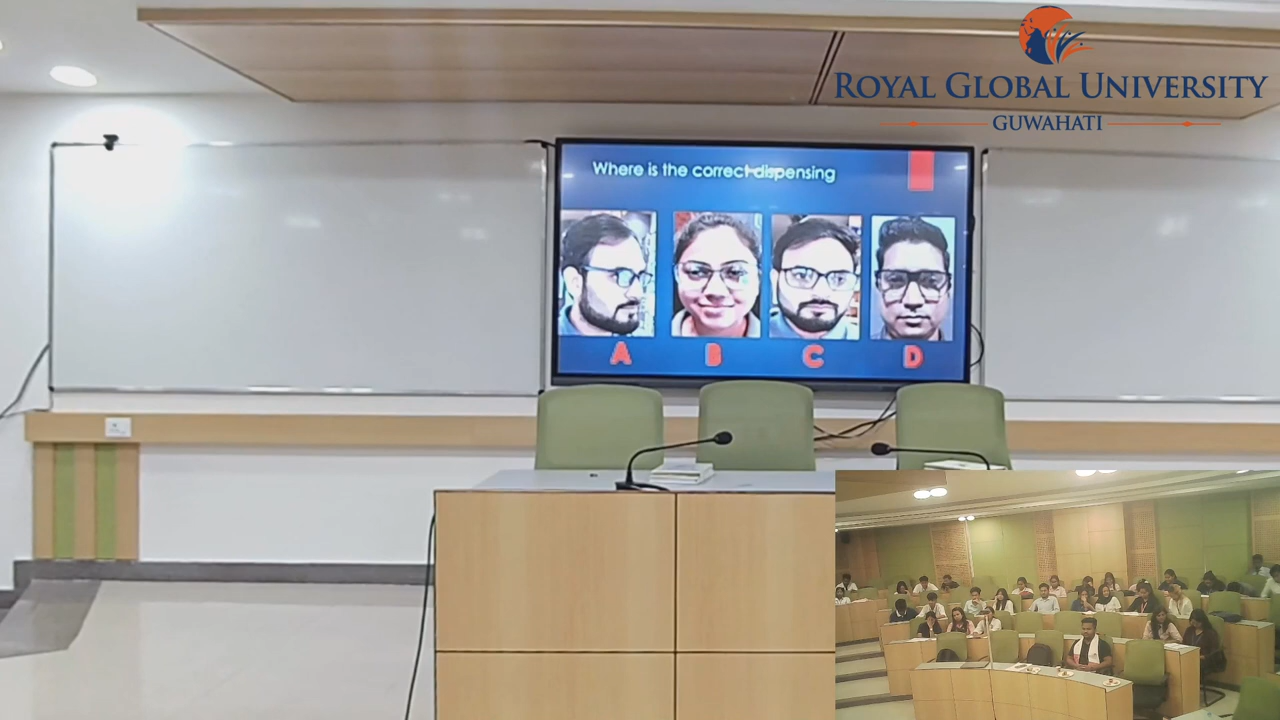 ROYAL GLOBAL UNIVERSITY
GUWAHATI
Where is the correct dispensing
A B C D